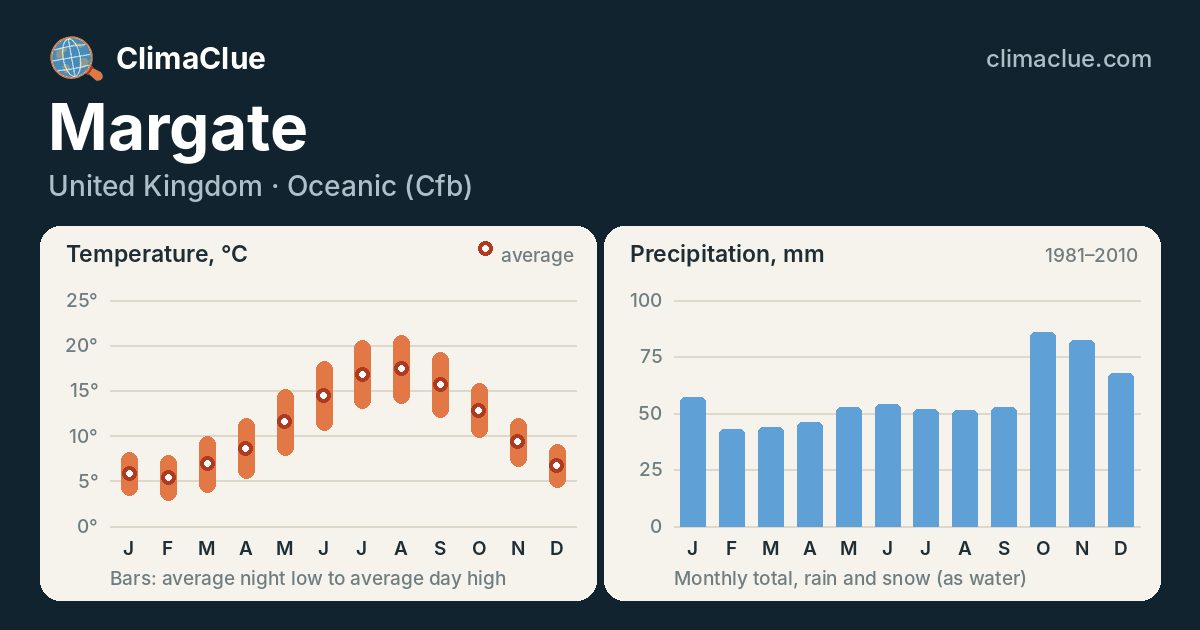 ClimaClue
climaclue.com
Margate
United Kingdom · Oceanic (Cfb)
Temperature, °C
average
25°
20°
15°
10°
5°
0°
J F M A M J J A S O N D
Bars: average night low to average day high
Precipitation, mm
1981–2010
100
75
50
25
0
J F M A M J J A S O N D
Monthly total, rain and snow (as water)